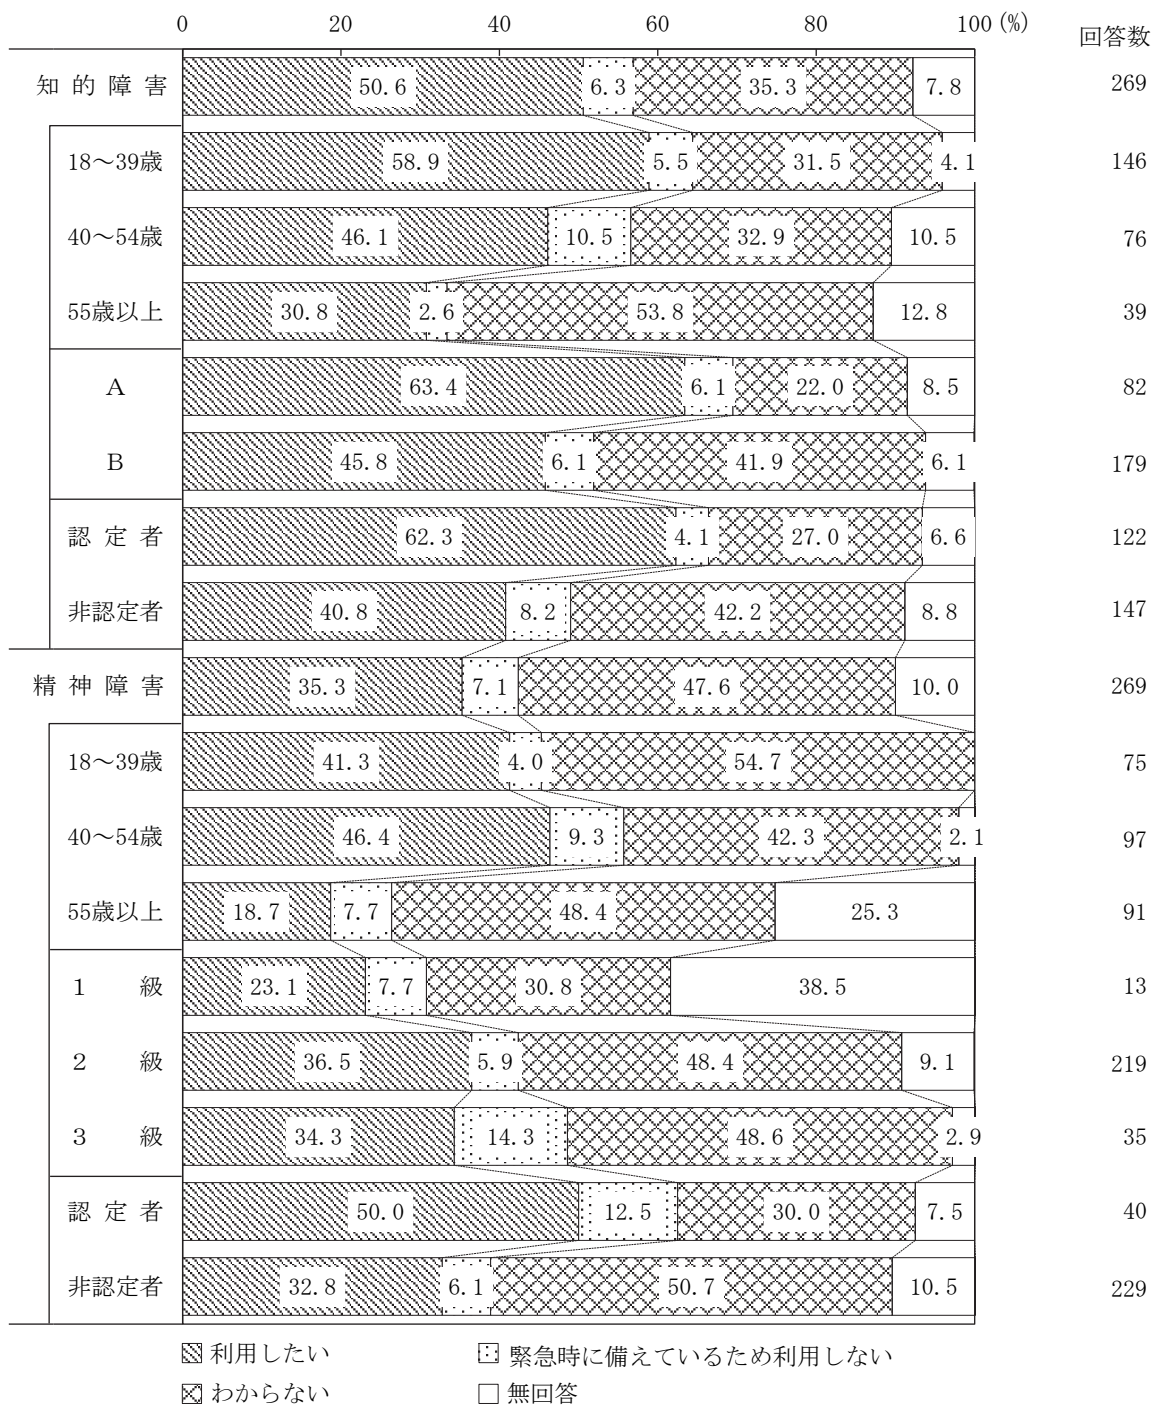 0 20 40 60 80 100 (%)
回答数
知的障害 50.6 6.3 35.3 7.8 269
18～39歳 58.9 5.5 31.5 4.1 146
40～54歳 46.1 10.5 32.9 10.5 76
55歳以上 30.8 2.6 53.8 12.8 39
A 63.4 6.1 22.0 8.5 82
B 45.8 6.1 41.9 6.1 179
認定者 62.3 4.1 27.0 6.6 122
非認定者 40.8 8.2 42.2 8.8 147
精神障害 35.3 7.1 47.6 10.0 269
18～39歳 41.3 4.0 54.7 75
40～54歳 46.4 9.3 42.3 2.1 97
55歳以上 18.7 7.7 48.4 25.3 91
1級 23.1 7.7 30.8 38.5 13
2級 36.5 5.9 48.4 9.1 219
3級 34.3 14.3 48.6 2.9 35
認定者 50.0 12.5 30.0 7.5 40
非認定者 32.8 6.1 50.7 10.5 229
利用したい 緊急時に備えているため利用しない
わからない 無回答